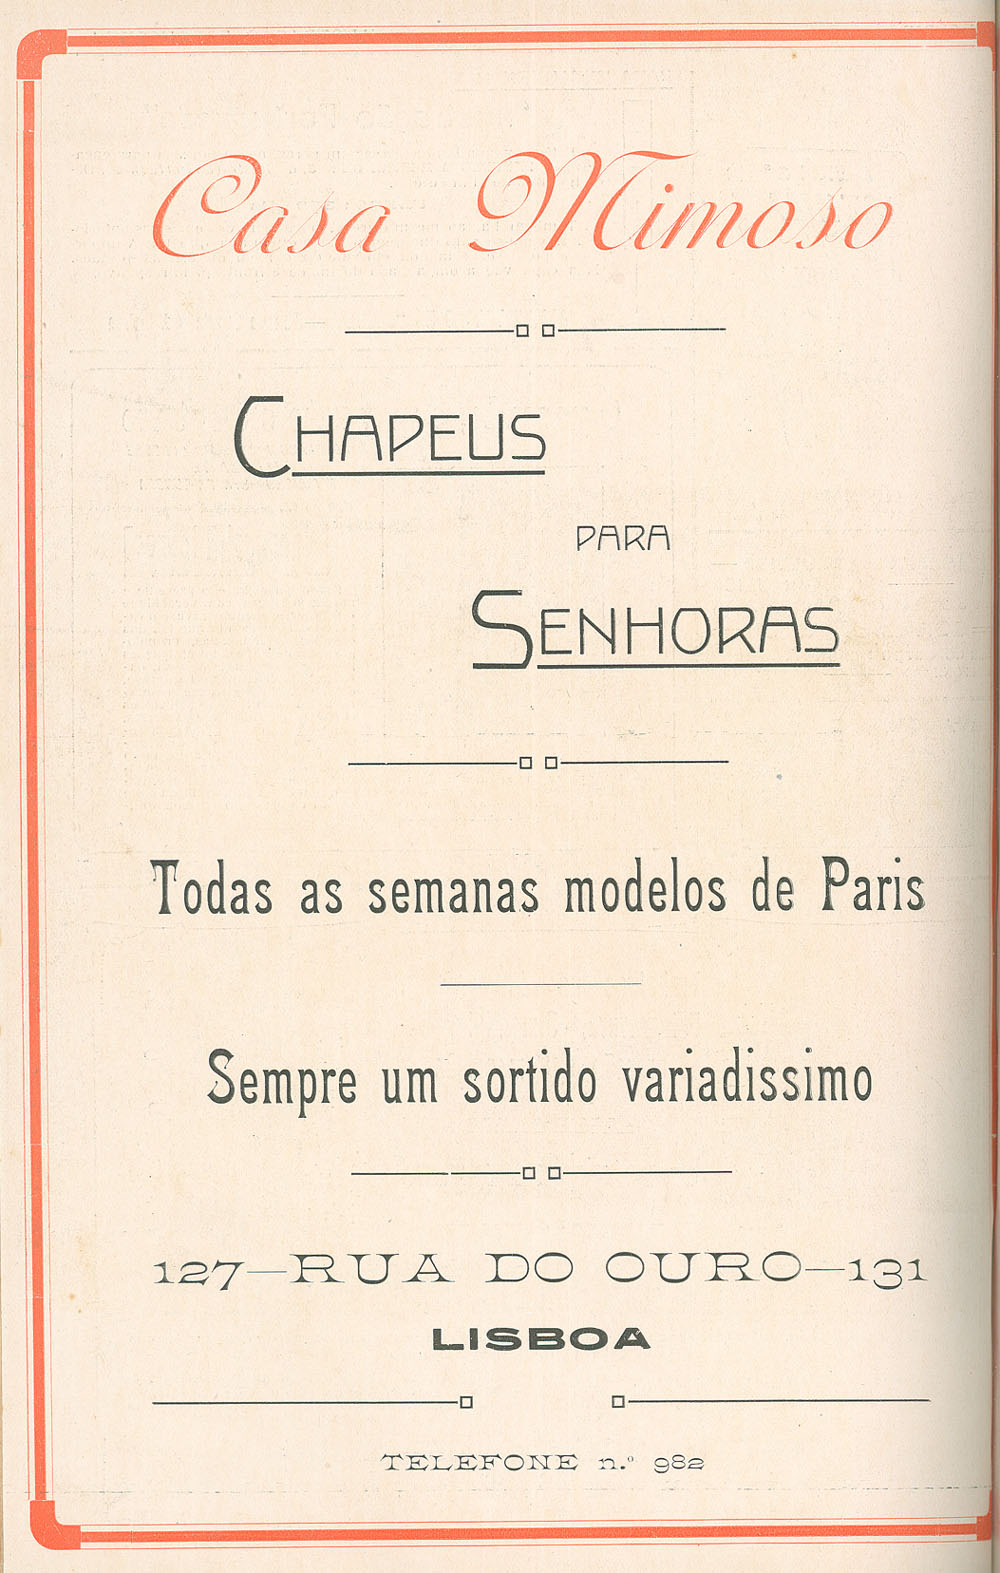 Casa Mimoso
CHAPEUS
PARA
SENHORAS
Todas as semanas modelos de Paris
Sempre um sortido variadissimo
127—RUA DO OURO—131
LISBOA
TELEFONE n.º 982